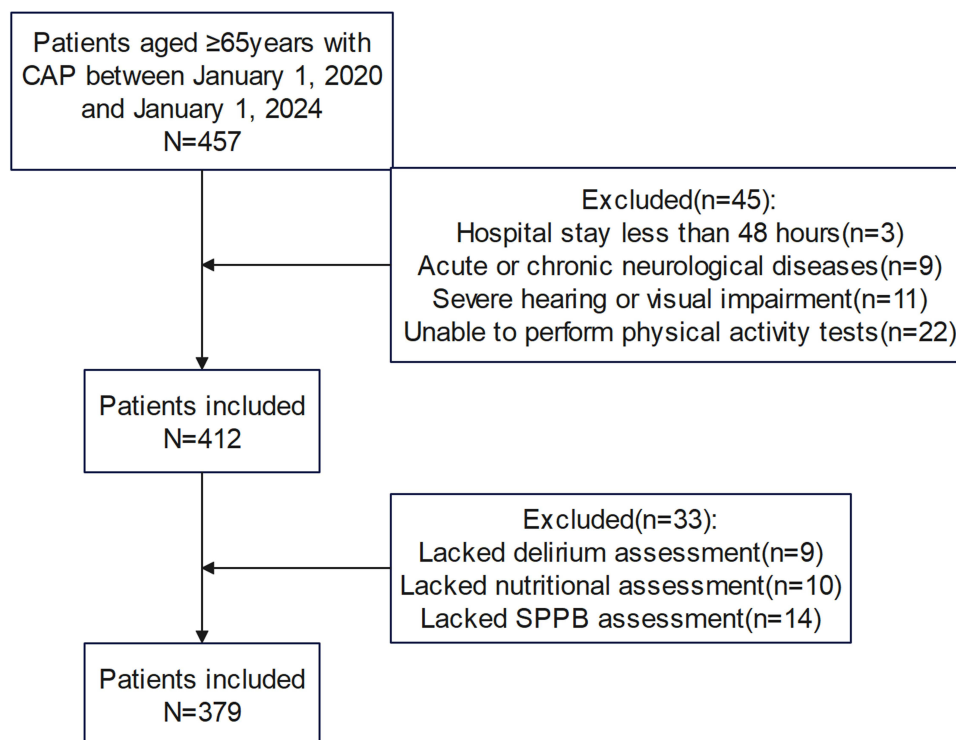 Patients aged ≥65years with
CAP between January 1, 2020
and January 1, 2024
N=457
Excluded(n=45):
Hospital stay less than 48 hours(n=3)
Acute or chronic neurological diseases(n=9)
Severe hearing or visual impairment(n=11)
Unable to perform physical activity tests(n=22)
Patients included
N=412
Excluded(n=33):
Lacked delirium assessment(n=9)
Lacked nutritional assessment(n=10)
Lacked SPPB assessment(n=14)
Patients included
N=379